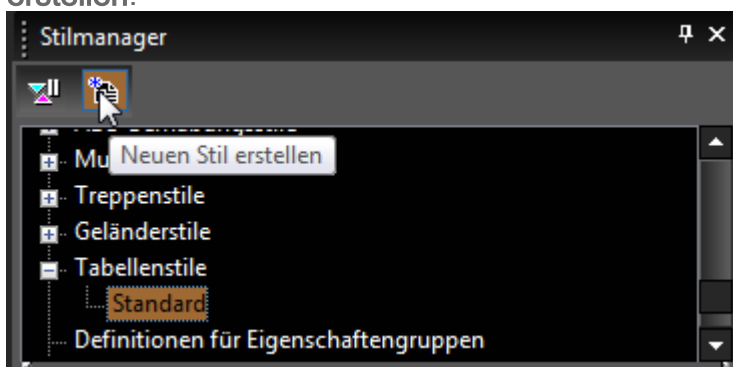 erstellen.
Stilmanager
Neuen Stil erstellen
Treppenstile
Geländerstile
Tabellenstile
Standard
Definitionen für Eigenschaftengruppen